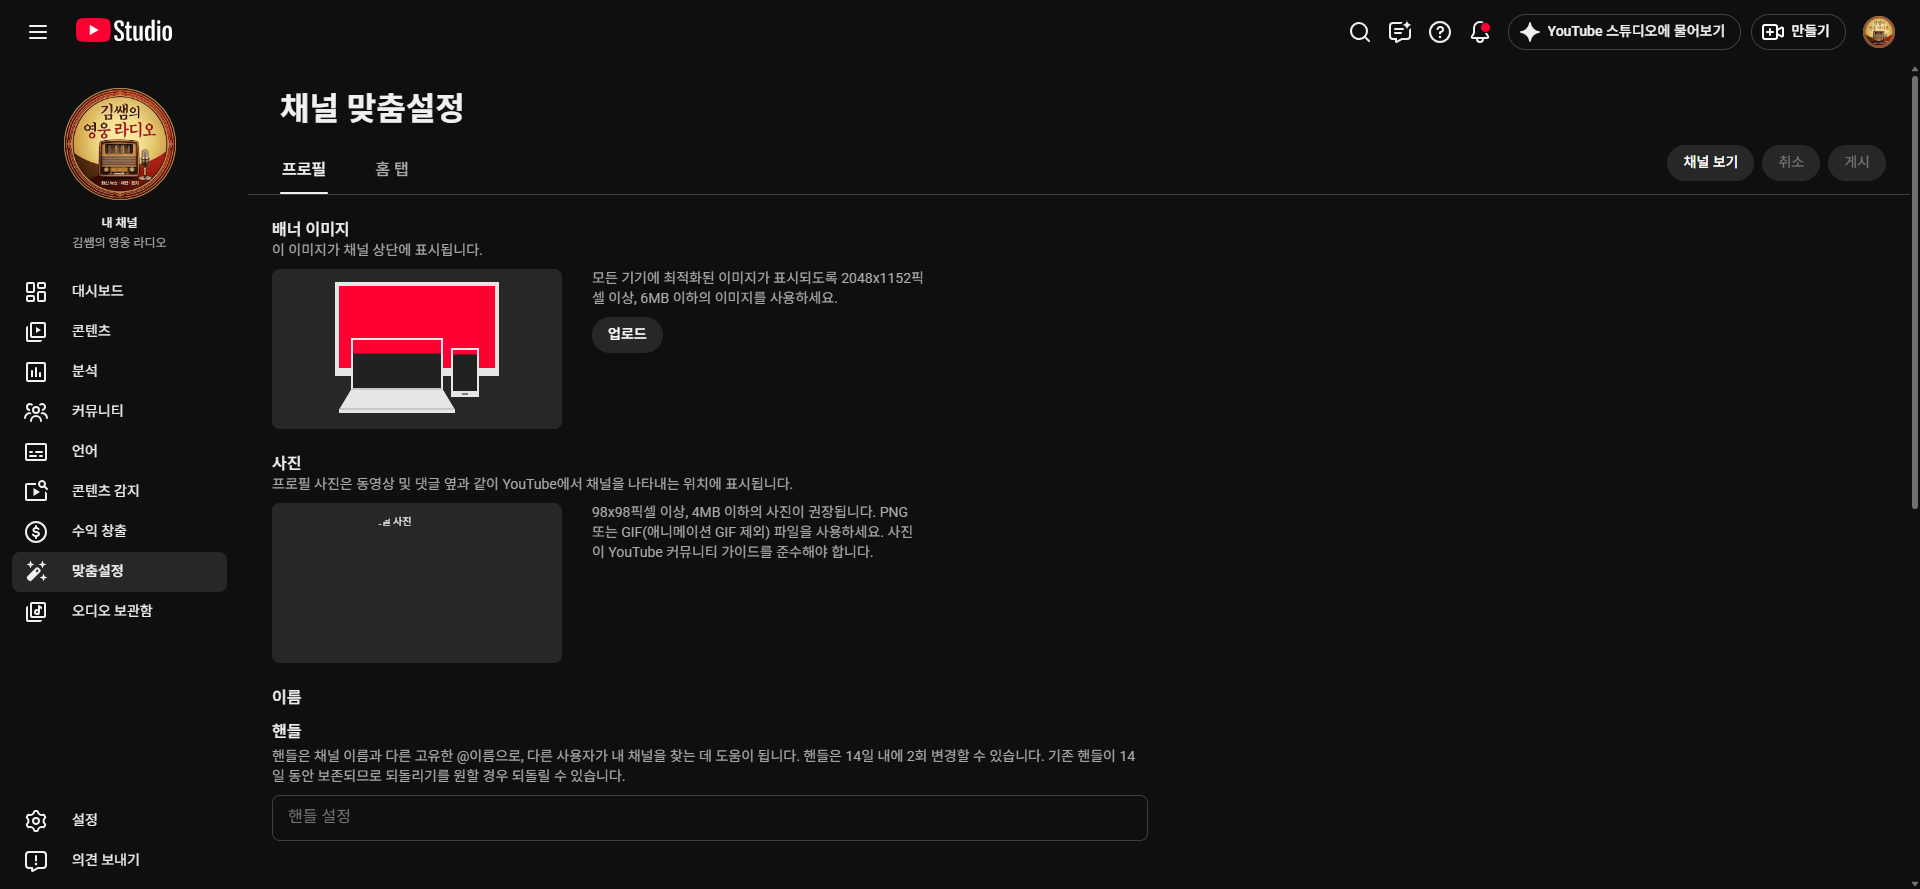 Studio
YouTube 스튜디오에 물어보기
만들기
김쌤의
영웅 라디오
내 채널
김쌤의 영웅 라디오
대시보드
콘텐츠
분석
커뮤니티
언어
콘텐츠 감지
수익 창출
맞춤설정
오디오 보관함
설정
의견 보내기
채널 맞춤설정
프로필
홈 탭
채널 보기
취소
게시
배너 이미지
이 이미지가 채널 상단에 표시됩니다.
모든 기기에 최적화된 이미지가 표시되도록 2048x1152픽
셀 이상, 6MB 이하의 이미지를 사용하세요.
업로드
사진
프로필 사진은 동영상 및 댓글 옆과 같이 YouTube에서 채널을 나타내는 위치에 표시됩니다.
사진
98x98픽셀 이상, 4MB 이하의 사진이 권장됩니다. PNG
또는 GIF(애니메이션 GIF 제외) 파일을 사용하세요. 사진
이 YouTube 커뮤니티 가이드를 준수해야 합니다.
이름
핸들
핸들은 채널 이름과 다른 고유한 @이름으로, 다른 사용자가 내 채널을 찾는 데 도움이 됩니다. 핸들은 14일 내에 2회 변경할 수 있습니다. 기존 핸들이 14
일 동안 보존되므로 되돌리기를 원할 경우 되돌릴 수 있습니다.
핸들 설정